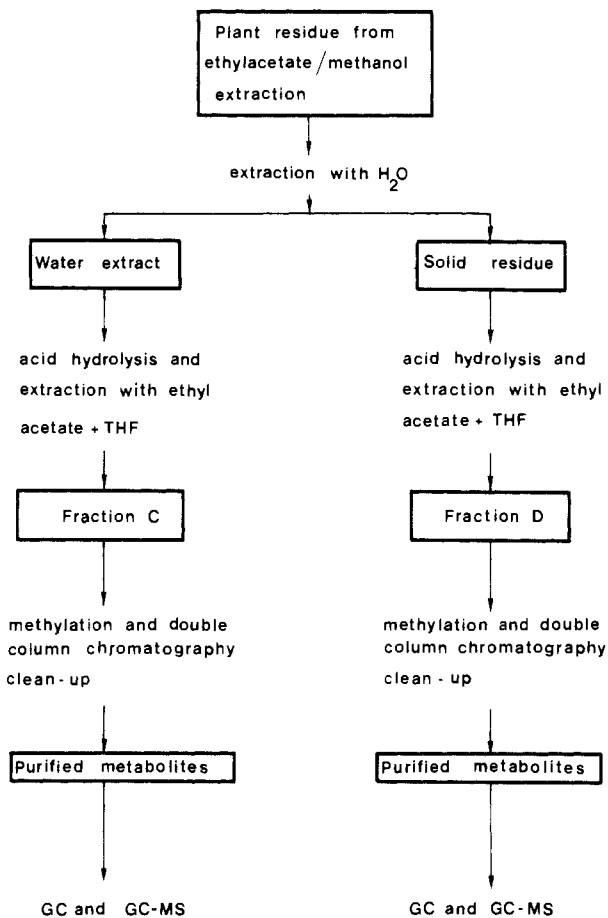 Plant residue from
ethylacetate/methanol
extraction
extraction with H2O
Water extract
acid hydrolysis and
extraction with ethyl
acetate + THF
Fraction C
methylation and double
column chromatography
clean-up
Purified metabolites
GC and GC-MS
Solid residue
acid hydrolysis and
extraction with ethyl
acetate + THF
Fraction D
methylation and double
column chromatography
clean-up
Purified metabolites
GC and GC-MS